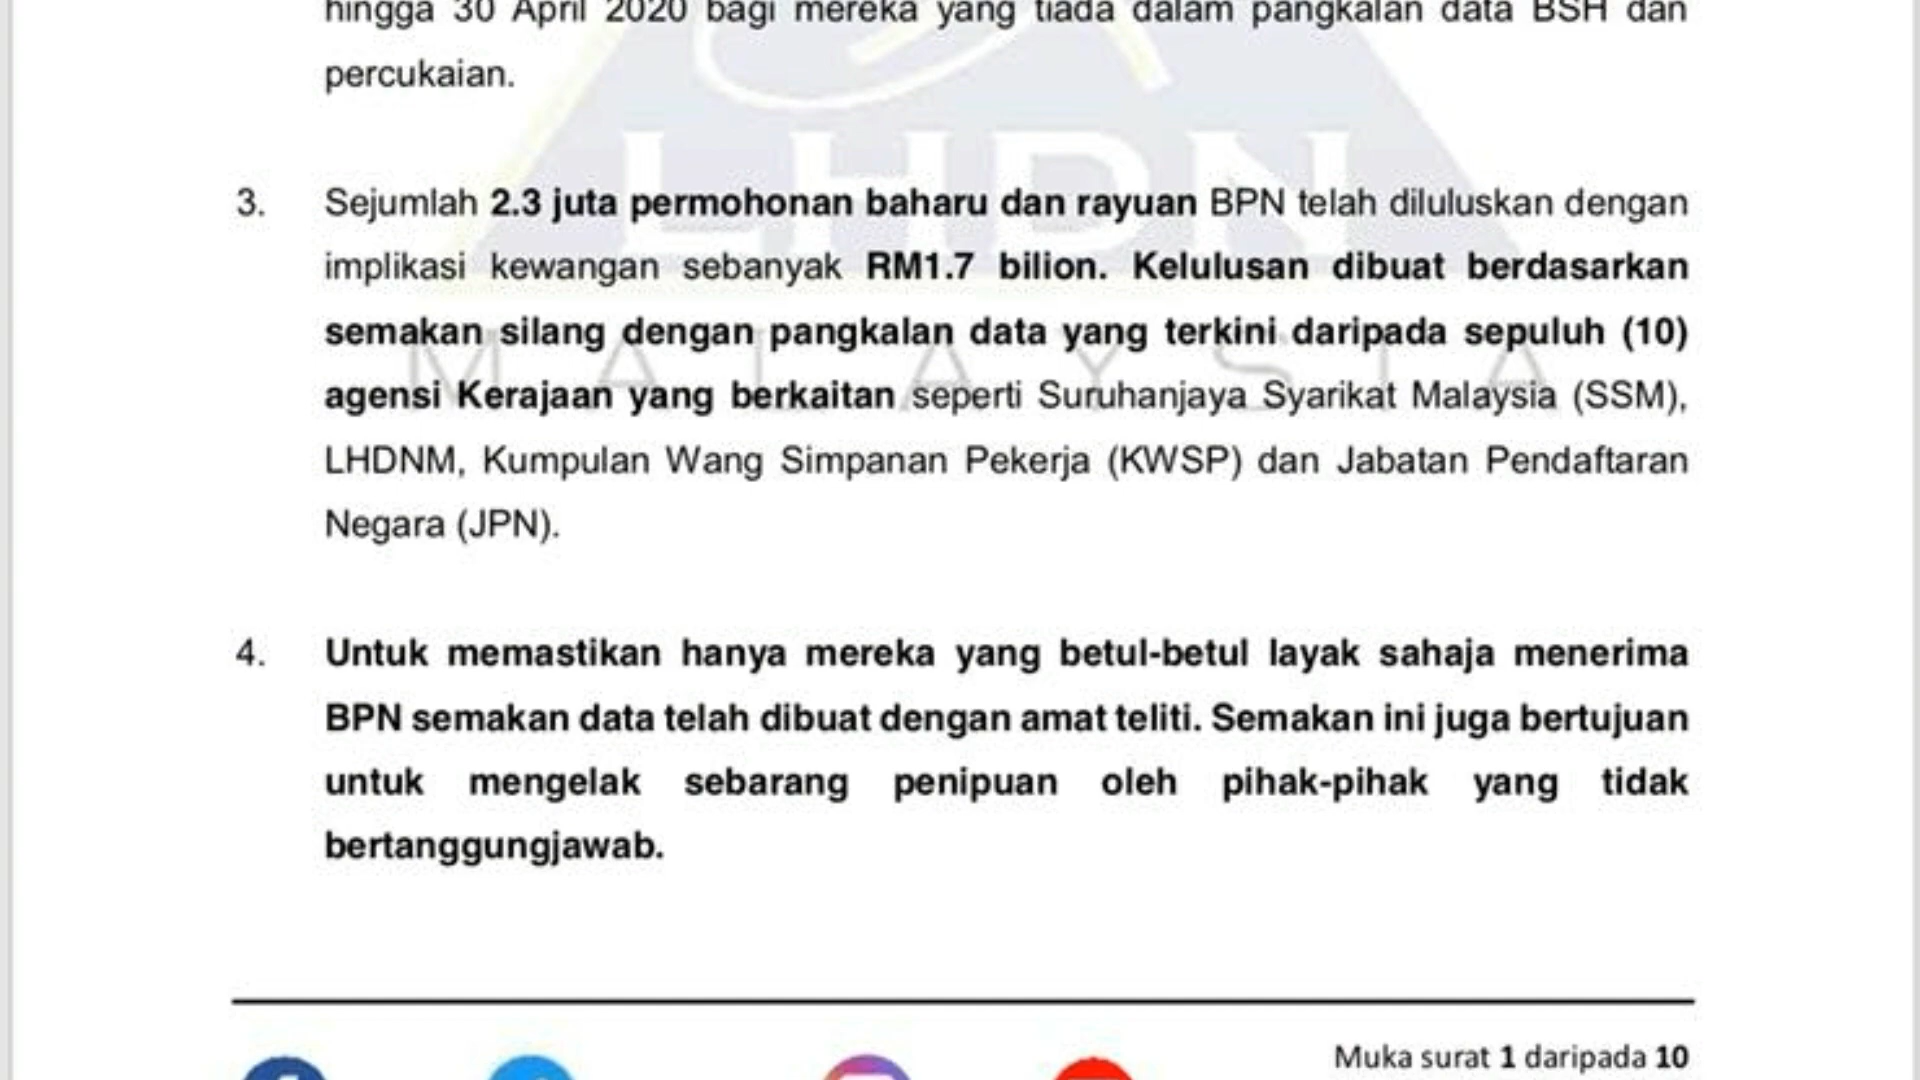 hingga 30 April 2020 bagi mereka yang tiada dalam pangkalan data BSH dan
percukaian.
LHDN
MALAYSIA
3. Sejumlah 2.3 juta permohonan baharu dan rayuan BPN telah diluluskan dengan
implikasi kewangan sebanyak RM1.7 bilion. Kelulusan dibuat berdasarkan
semakan silang dengan pangkalan data yang terkini daripada sepuluh (10)
agensi Kerajaan yang berkaitan seperti Suruhanjaya Syarikat Malaysia (SSM),
LHDNM, Kumpulan Wang Simpanan Pekerja (KWSP) dan Jabatan Pendaftaran
Negara (JPN).
4. Untuk memastikan hanya mereka yang betul-betul layak sahaja menerima
BPN semakan data telah dibuat dengan amat teliti. Semakan ini juga bertujuan
untuk mengelak sebarang penipuan oleh pihak-pihak yang tidak
bertanggungjawab.
Muka surat 1 daripada 10